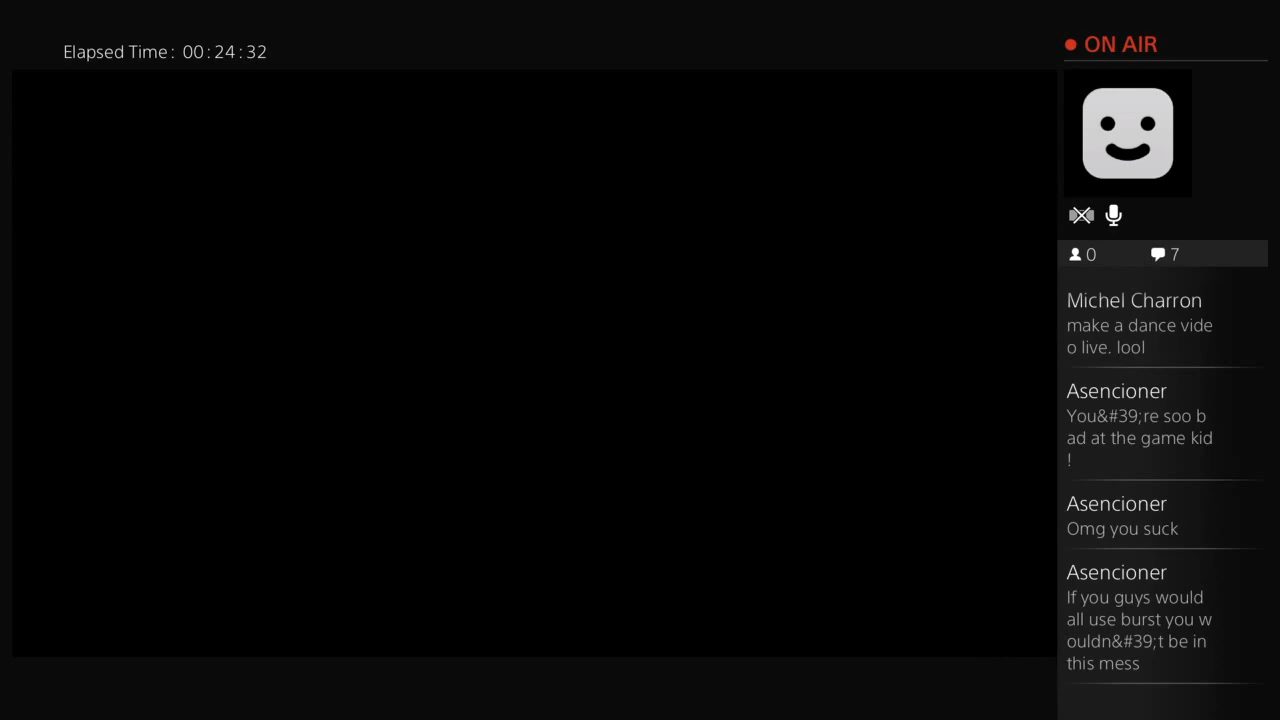 Elapsed Time: 00:24:32
ON AIR
0 7
Michel Charron
make a dance vide
o live. lool
Asencioner
You&#39;re soo b
ad at the game kid
!
Asencioner
Omg you suck
Asencioner
If you guys would
all use burst you w
ouldn&#39;t be in
this mess